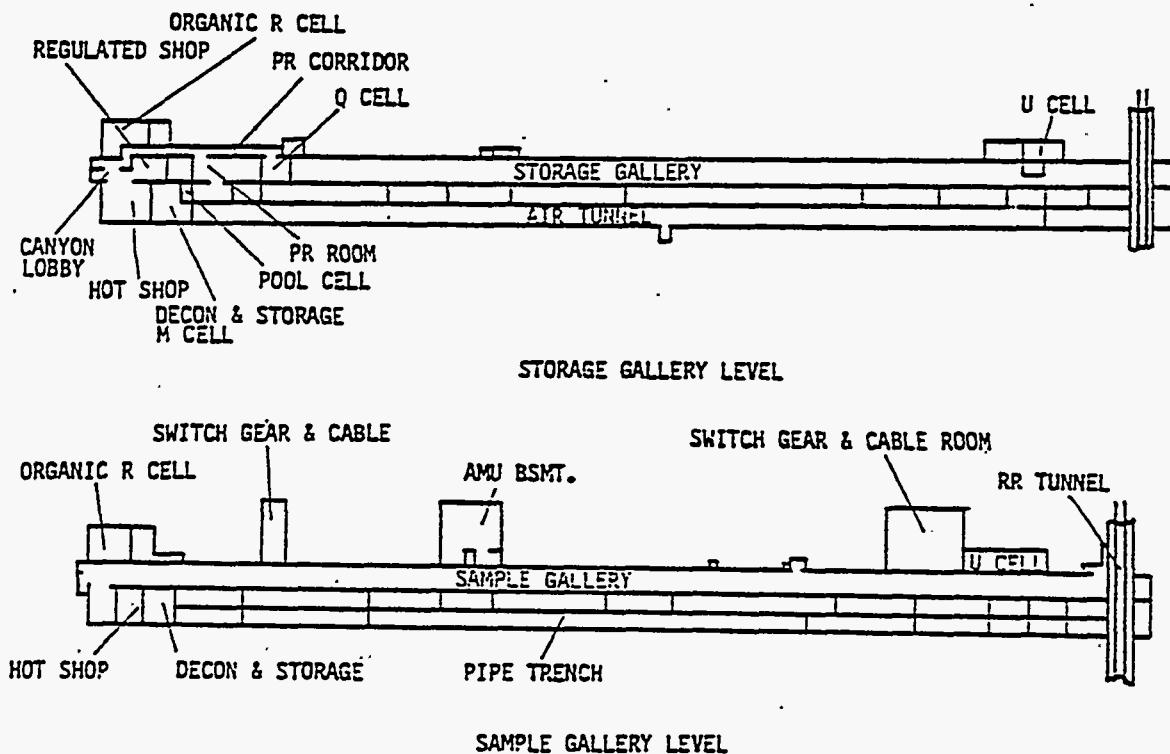 ORGANIC R CELL
REGULATED SHOP
PR CORRIDOR
Q CELL
U CELL
STORAGE GALLERY
AIR TUNNEL
CANYON
LOBBY
PR ROOM
POOL CELL
HOT SHOP
DECON & STORAGE
M CELL
STORAGE GALLERY LEVEL
SWITCH GEAR & CABLE
SWITCH GEAR & CABLE ROOM
ORGANIC R CELL
AMU BSMT.
RR TUNNEL
U CELL
SAMPLE GALLERY
HOT SHOP
DECON & STORAGE
PIPE TRENCH
SAMPLE GALLERY LEVEL